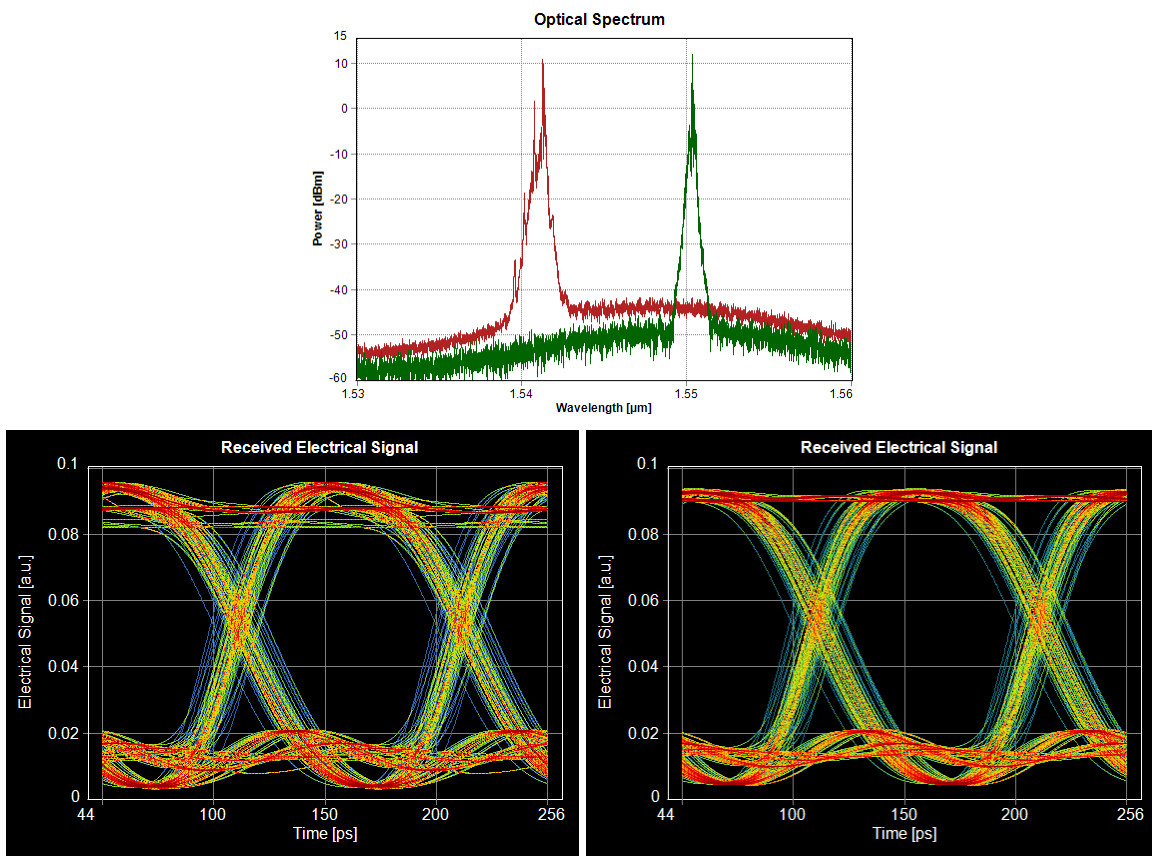 Optical Spectrum
15
10
0
-10
-20
-30
-40
-50
-60
Power [dBm]
1.53 1.54 1.55 1.56
Wavelength [µm]
Received Electrical Signal
0.1
0.08
0.06
0.04
0.02
0
Electrical Signal [a.u.]
44 100 150 200 256
Time [ps]
Received Electrical Signal
0.1
0.08
0.06
0.04
0.02
0
Electrical Signal [a.u.]
44 100 150 200 256
Time [ps]